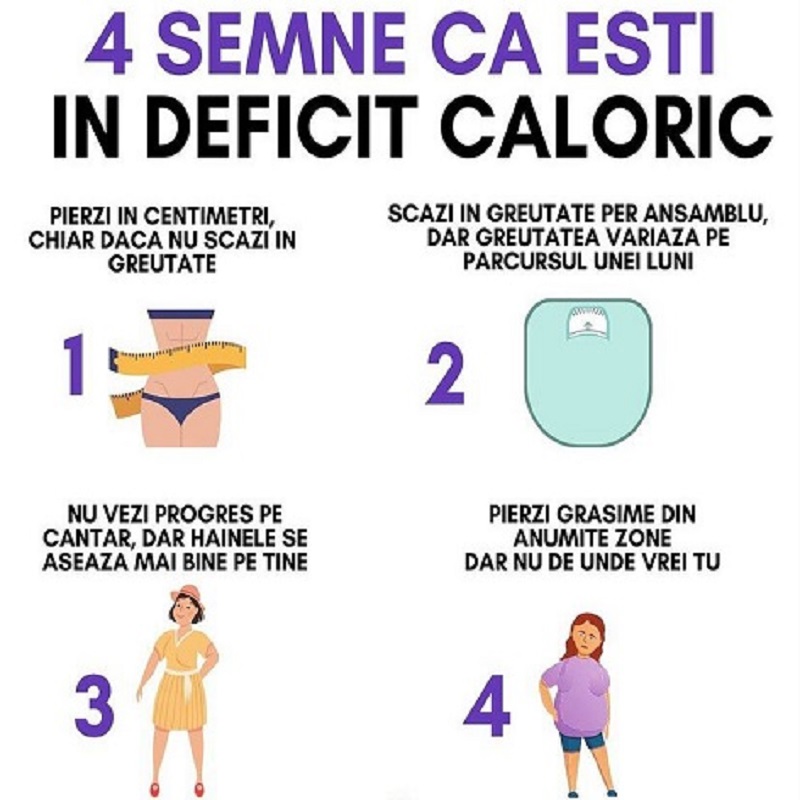 4 SEMNE CA ESTI
IN DEFICIT CALORIC
PIERZI IN CENTIMETRI,
CHIAR DACA NU SCAZI IN
GREUTATE
1
SCAZI IN GREUTATE PER ANSAMBLU,
DAR GREUTATEA VARIAZA PE
PARCURSUL UNEI LUNI
2
NU VEZI PROGRES PE
CANTAR, DAR HAINELE SE
ASEAZA MAI BINE PE TINE
3
PIERZI GRASIME DIN
ANUMITE ZONE
DAR NU DE UNDE VREI TU
4